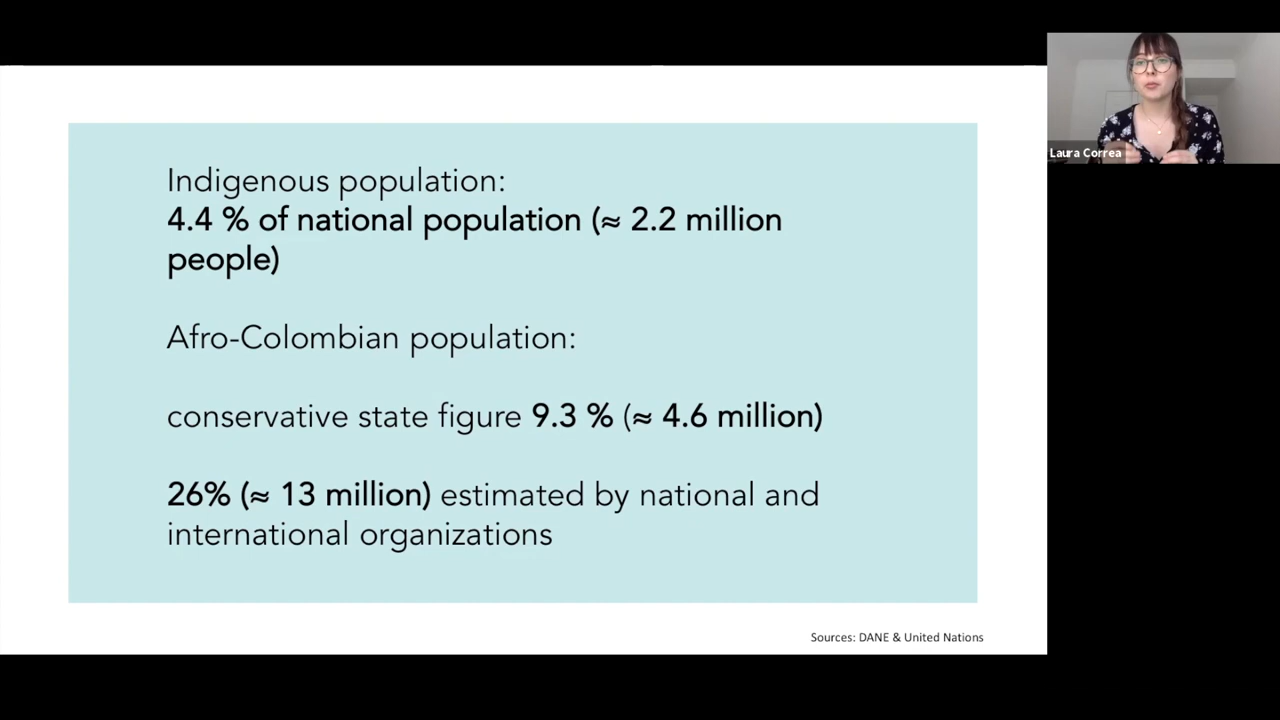 Indigenous population:
4.4 % of national population (≈ 2.2 million
people)
Afro-Colombian population:
conservative state figure 9.3 % (≈ 4.6 million)
26% (≈ 13 million) estimated by national and
international organizations
Sources: DANE & United Nations
Laura Correa